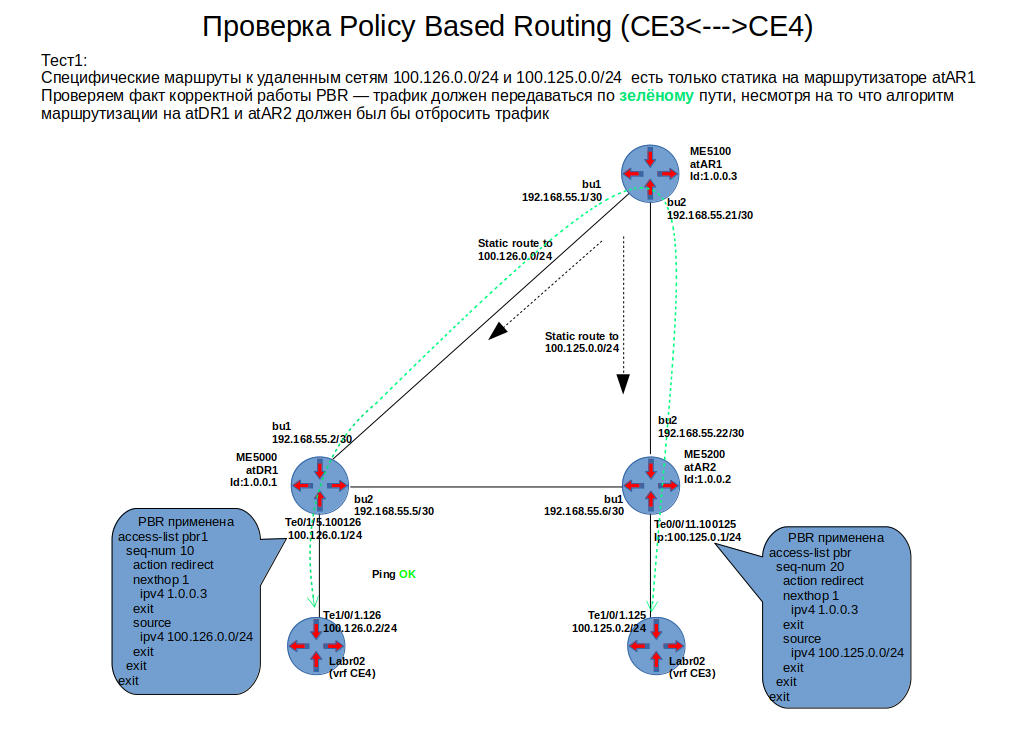 Проверка Policy Based Routing (CE3<--->CE4)
Тест1:
Специфические маршруты к удаленным сетям 100.126.0.0/24 и 100.125.0.0/24 есть только статика на маршрутизаторе atAR1
Проверяем факт корректной работы PBR — трафик должен передаваться по зелёному пути, несмотря на то что алгоритм
маршрутизации на atDR1 и atAR2 должен был бы отбросить трафик
ME5100
atAR1
Id:1.0.0.3
bu1
192.168.55.1/30
bu2
192.168.55.21/30
Static route to
100.126.0.0/24
Static route to
100.125.0.0/24
bu1
192.168.55.2/30
bu2
192.168.55.22/30
ME5000
atDR1
Id:1.0.0.1
ME5200
atAR2
Id:1.0.0.2
bu2
192.168.55.5/30
bu1
192.168.55.6/30
Te0/1/5.100126
100.126.0.1/24
Te0/0/11.100125
Ip:100.125.0.1/24
PBR применена
access-list pbr1
seq-num 10
action redirect
nexthop 1
ipv4 1.0.0.3
exit
source
ipv4 100.126.0.0/24
exit
exit
exit
Ping OK
PBR применена
access-list pbr
seq-num 20
action redirect
nexthop 1
ipv4 1.0.0.3
exit
source
ipv4 100.125.0.0/24
exit
exit
exit
Te1/0/1.126
100.126.0.2/24
Labr02
(vrf CE4)
Te1/0/1.125
100.125.0.2/24
Labr02
(vrf CE3)